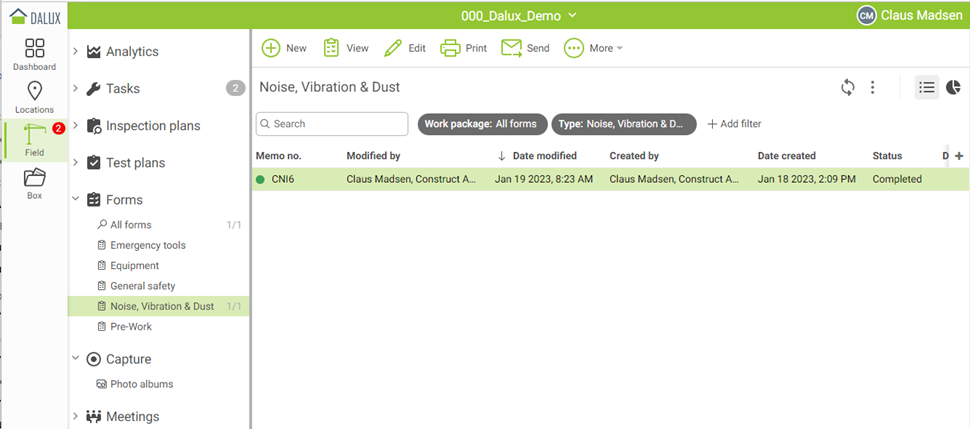 DALUX
000_Dalux_Demo
CM Claus Madsen
Dashboard
Locations
2
Field
Box
Analytics
Tasks 2
Inspection plans
Test plans
Forms
All forms 1/1
Emergency tools
Equipment
General safety
Noise, Vibration & Dust 1/1
Pre-Work
Capture
Photo albums
Meetings
New View Edit Print Send More
Noise, Vibration & Dust
Search Work package: All forms Type: Noise, Vibration & D... Add filter
Memo no. Modified by Date modified Created by Date created Status D
CNI6 Claus Madsen, Construct A... Jan 19 2023, 8:23 AM Claus Madsen, Construct A... Jan 18 2023, 2:09 PM Completed